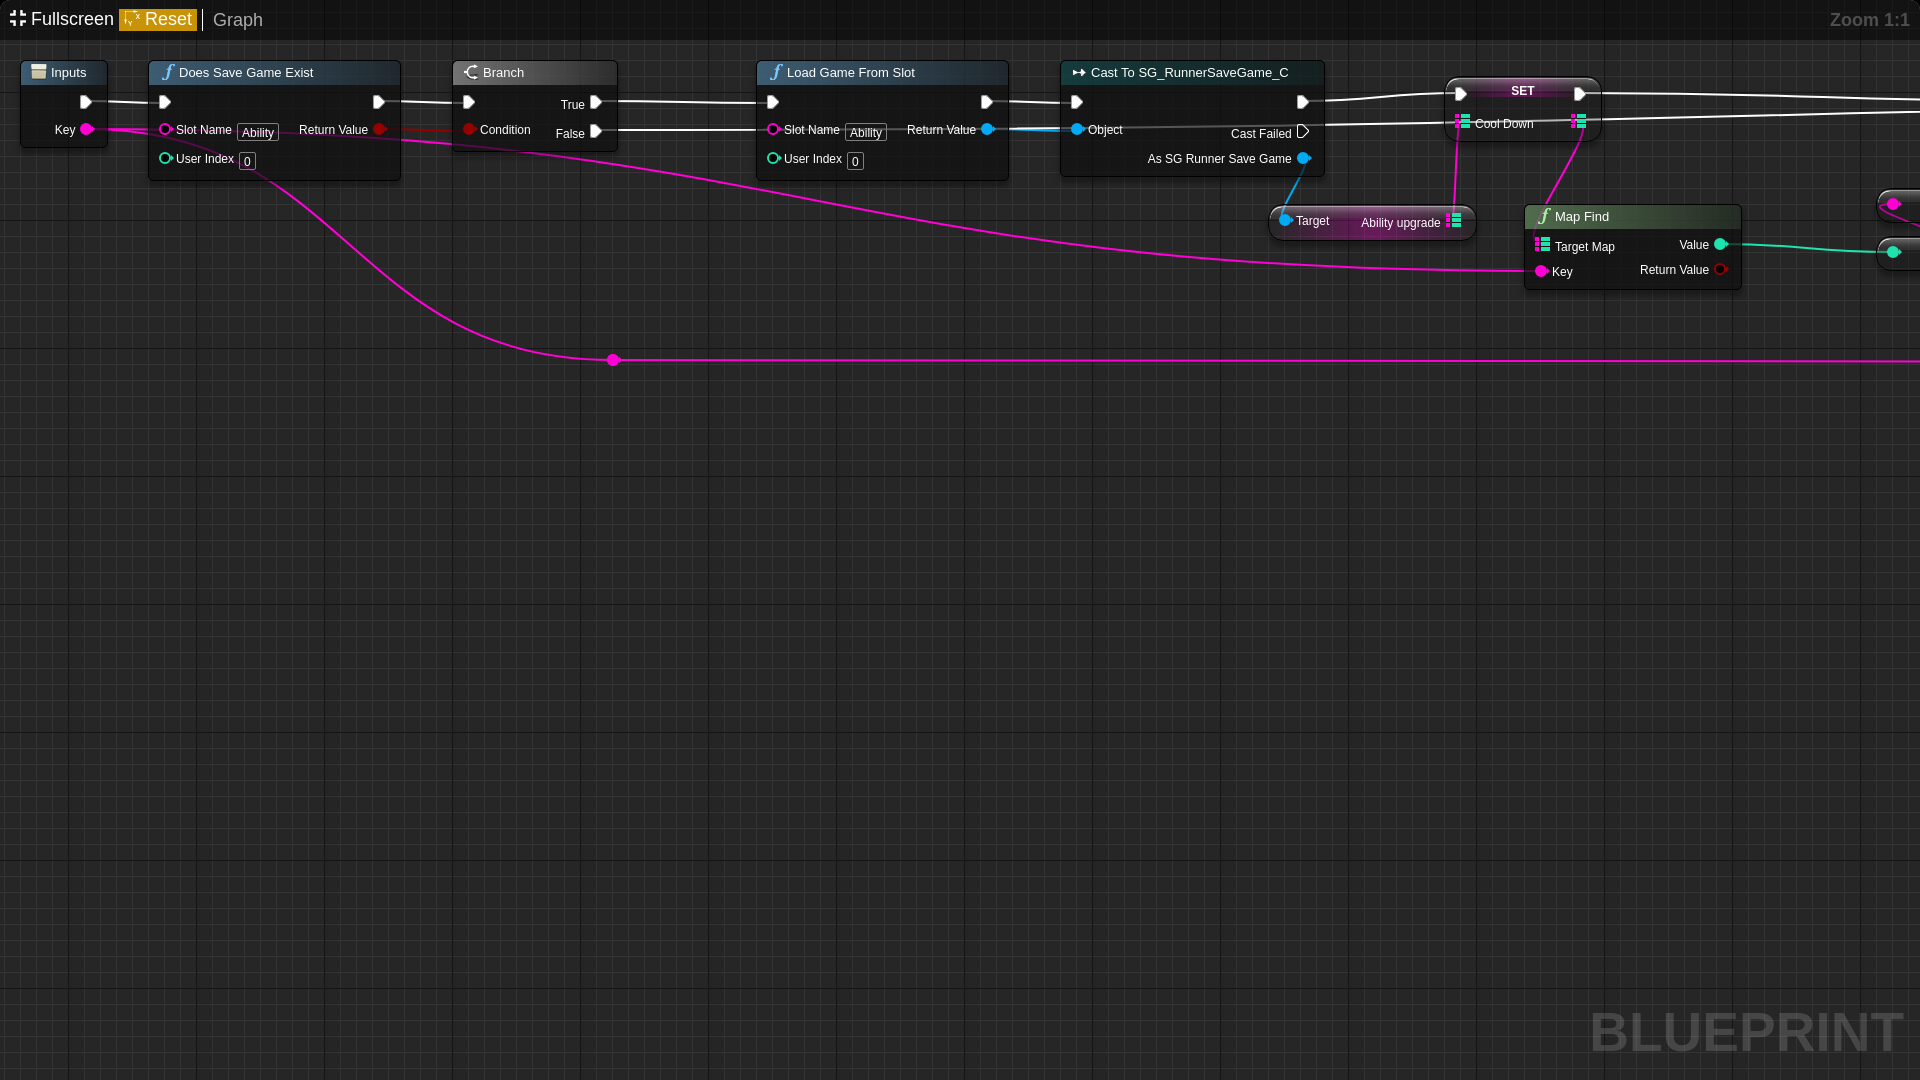 Fullscreen Reset Graph Zoom 1:1
Inputs
Key
Does Save Game Exist
Slot Name Ability Return Value
User Index 0
Branch
True
Condition
False
Load Game From Slot
Slot Name Ability Return Value
User Index 0
Cast To SG_RunnerSaveGame_C
Object
Cast Failed
As SG Runner Save Game
SET
Cool Down
Target Ability upgrade
Map Find
Target Map Value
Key Return Value
BLUEPRINT